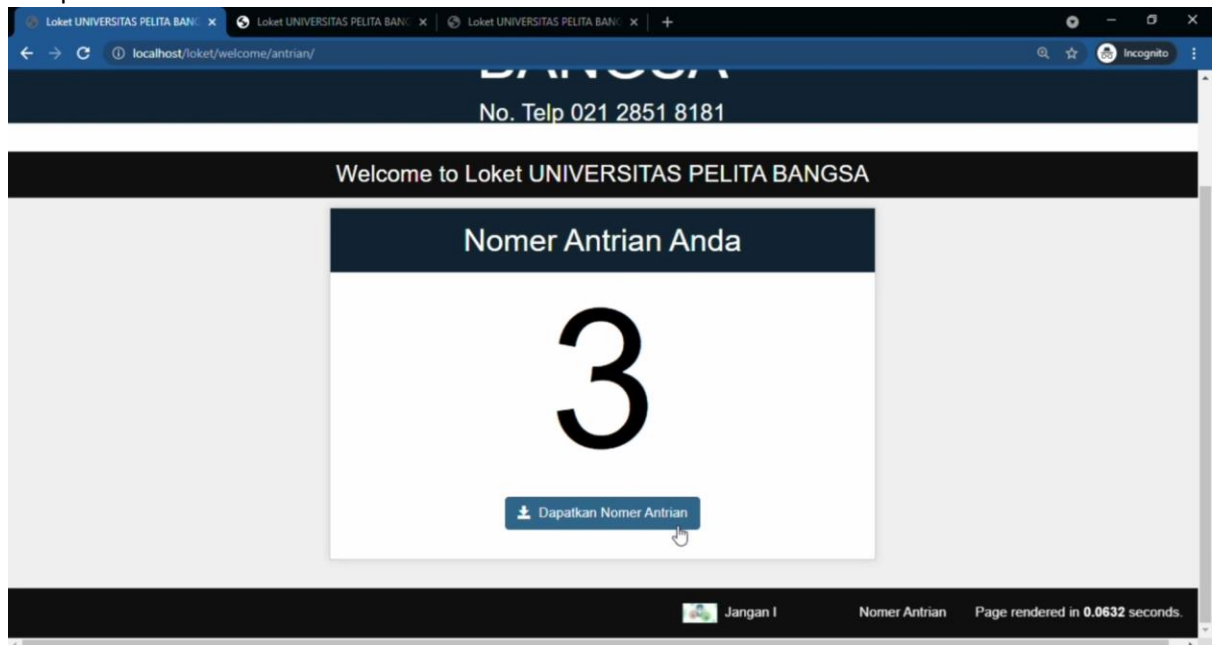 Loket UNIVERSITAS PELITA BANG
Loket UNIVERSITAS PELITA BANG
Loket UNIVERSITAS PELITA BANG
localhost/loket/welcome/antrian/
Incognito
BANGSA
No. Telp 021 2851 8181
Welcome to Loket UNIVERSITAS PELITA BANGSA
Nomer Antrian Anda
3
Dapatkan Nomer Antrian
Jangan l
Nomer Antrian
Page rendered in 0.0632 seconds.